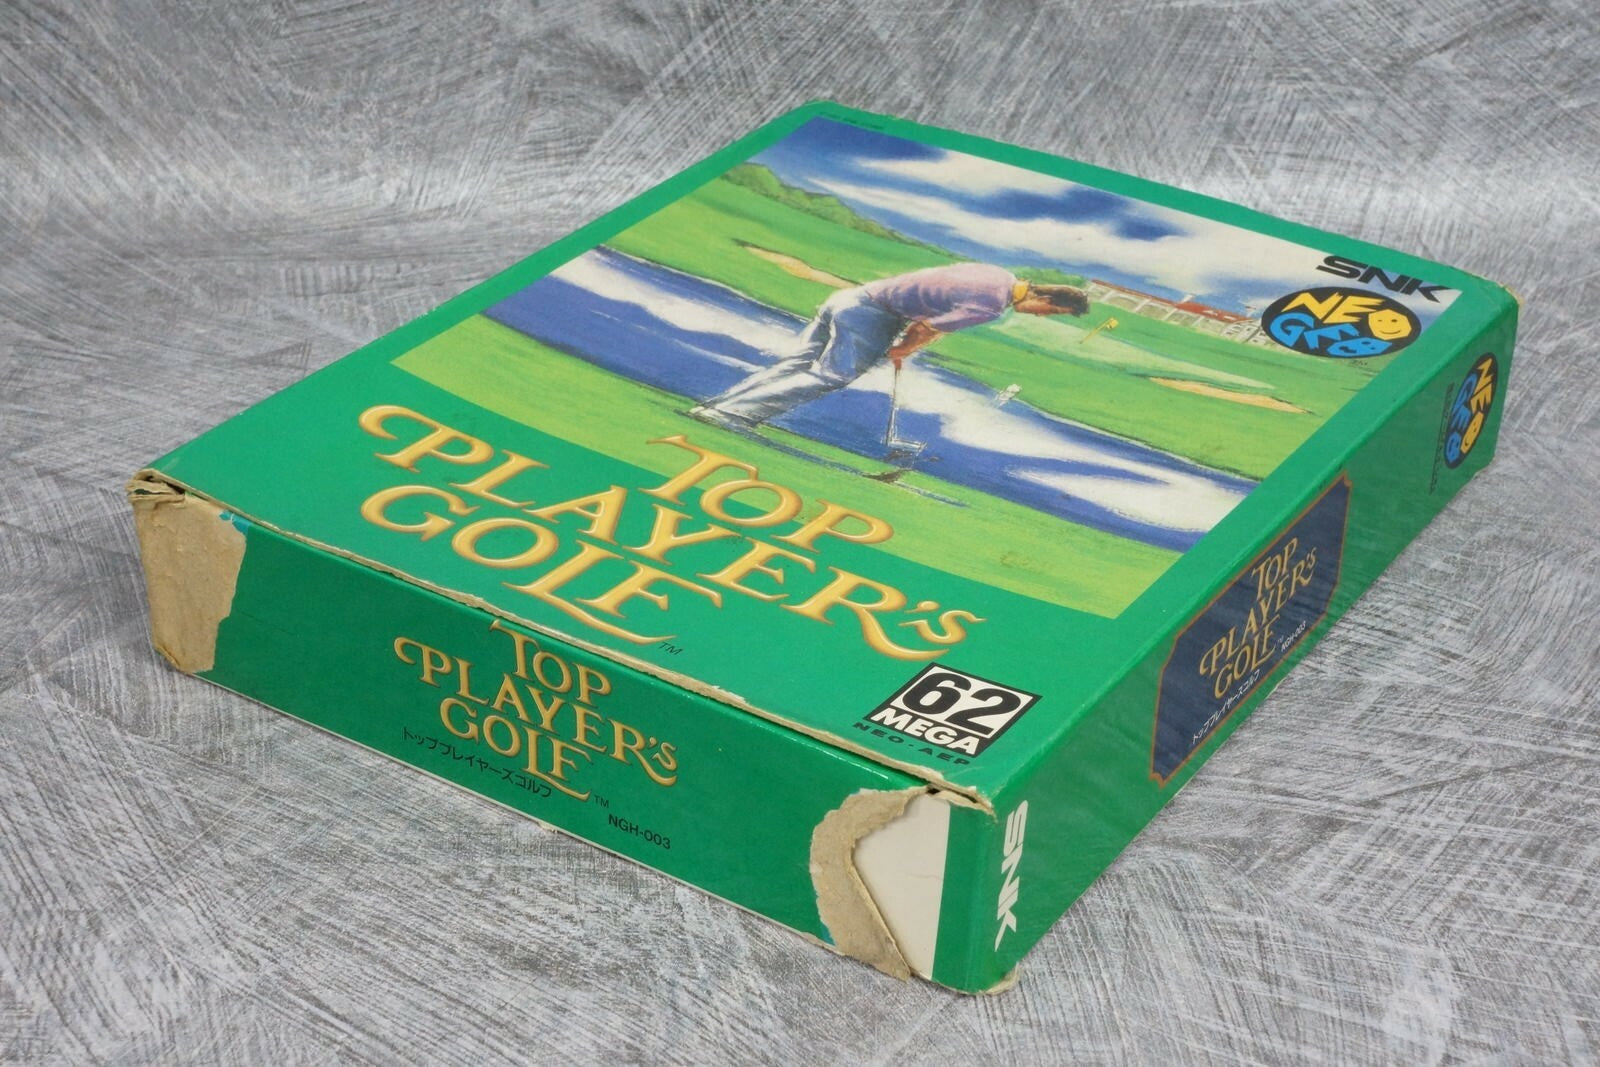 SNK
NEO
GEO
TOP
PLAYER'S
GOLF
TM
62
MEGA
NEO-AEP
TOP
PLAYER'S
GOLF
TM
トッププレイヤーズゴルフ
NGH-003
NEO
GEO
TOP
PLAYER'S
GOLF
TM
NGH-003
トッププレイヤーズゴルフ
SNK